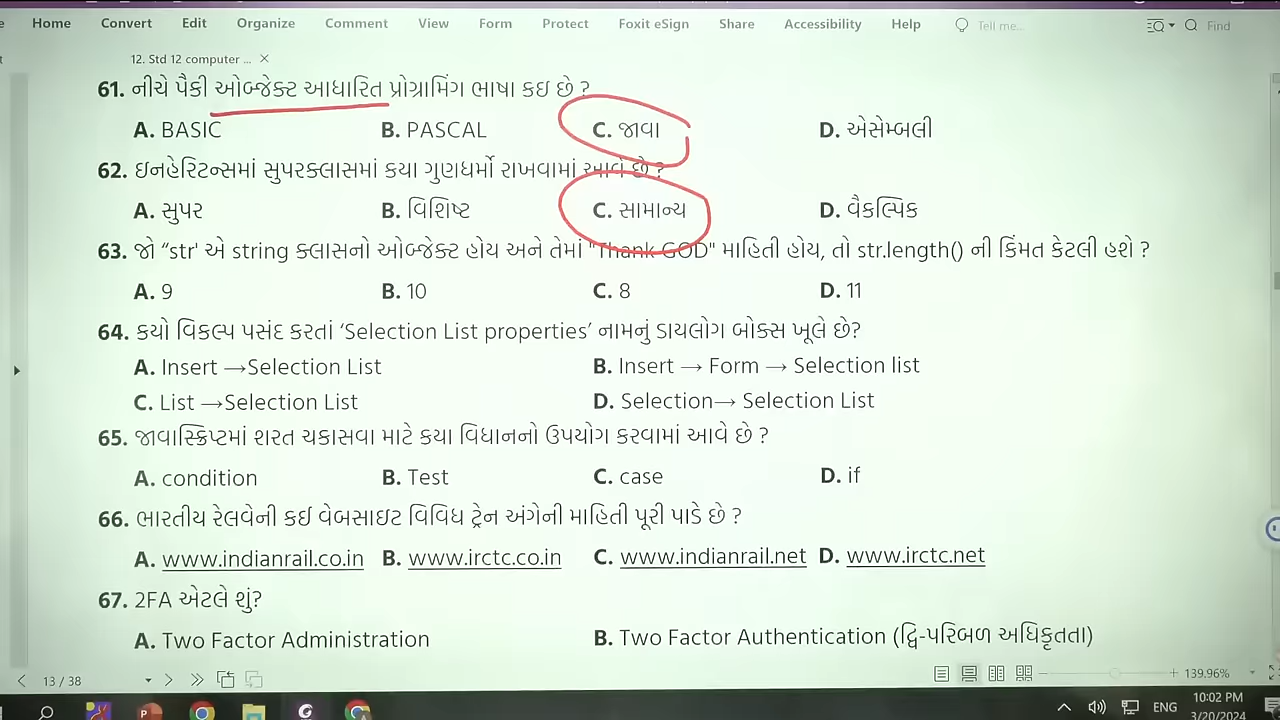 Home Convert Edit Organize Comment View Form Protect Foxit eSign Share Accessibility Help Tell me... Find
12. Std 12 computer ... ×
61. નીચે પૈકી ઓબ્જેક્ટ આધારિત પ્રોગ્રામિંગ ભાષા કઇ છે ?
A. BASIC B. PASCAL C. જાવા D. એસેમ્બલી
62. ઇનહેરિટન્સમાં સુપરક્લાસમાં કયા ગુણધર્મો રાખવામાં આવે છે ?
A. સુપર B. વિશિષ્ટ C. સામાન્ય D. વૈકલ્પિક
63. જો “str' એ string ક્લાસનો ઓબ્જેક્ટ હોય અને તેમાં "Thank GOD" માહિતી હોય, તો str.length() ની કિંમત કેટલી હશે ?
A. 9 B. 10 C. 8 D. 11
64. કયો વિકલ્પ પસંદ કરતાં ‘Selection List properties’ નામનું ડાયલોગ બોક્સ ખૂલે છે?
A. Insert →Selection List B. Insert → Form → Selection list
C. List →Selection List D. Selection→ Selection List
65. જાવાસ્ક્રિપ્ટમાં શરત ચકાસવા માટે કયા વિધાનનો ઉપયોગ કરવામાં આવે છે ?
A. condition B. Test C. case D. if
66. ભારતીય રેલવેની કઈ વેબસાઇટ વિવિધ ટ્રેન અંગેની માહિતી પૂરી પાડે છે ?
A. www.indianrail.co.in B. www.irctc.co.in C. www.indianrail.net D. www.irctc.net
67. 2FA એટલે શું?
A. Two Factor Administration B. Two Factor Authentication (દ્વિ-પરિબળ અધિકૃતતા)
13 / 38 139.96%
ENG 10:02 PM
3/20/2024